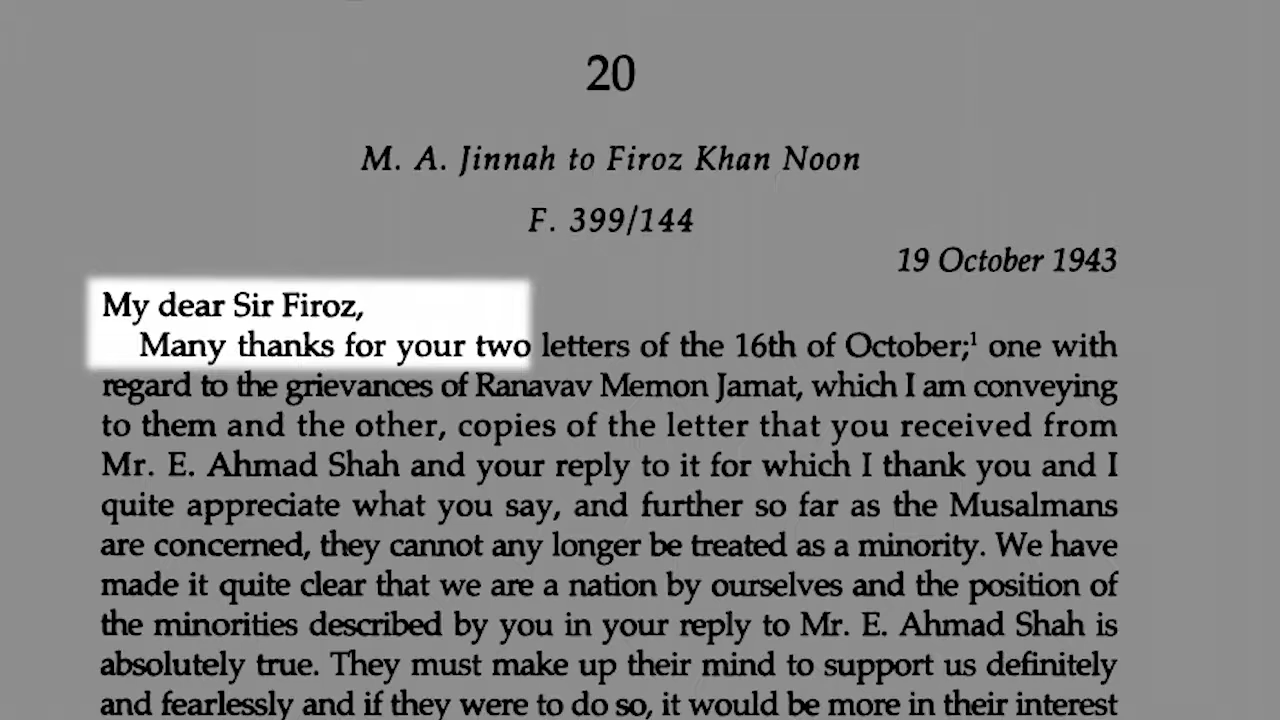 20
M. A. Jinnah to Firoz Khan Noon
F. 399/144
19 October 1943
My dear Sir Firoz,
Many thanks for your two letters of the 16th of October;¹ one with
regard to the grievances of Ranavav Memon Jamat, which I am conveying
to them and the other, copies of the letter that you received from
Mr. E. Ahmad Shah and your reply to it for which I thank you and I
quite appreciate what you say, and further so far as the Musalmans
are concerned, they cannot any longer be treated as a minority. We have
made it quite clear that we are a nation by ourselves and the position of
the minorities described by you in your reply to Mr. E. Ahmad Shah is
absolutely true. They must make up their mind to support us definitely
and fearlessly and if they were to do so, it would be more in their interest